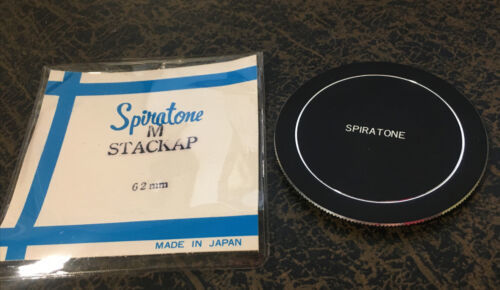 Spiratone
M
STACKAP
62mm
MADE IN JAPAN
SPIRATONE